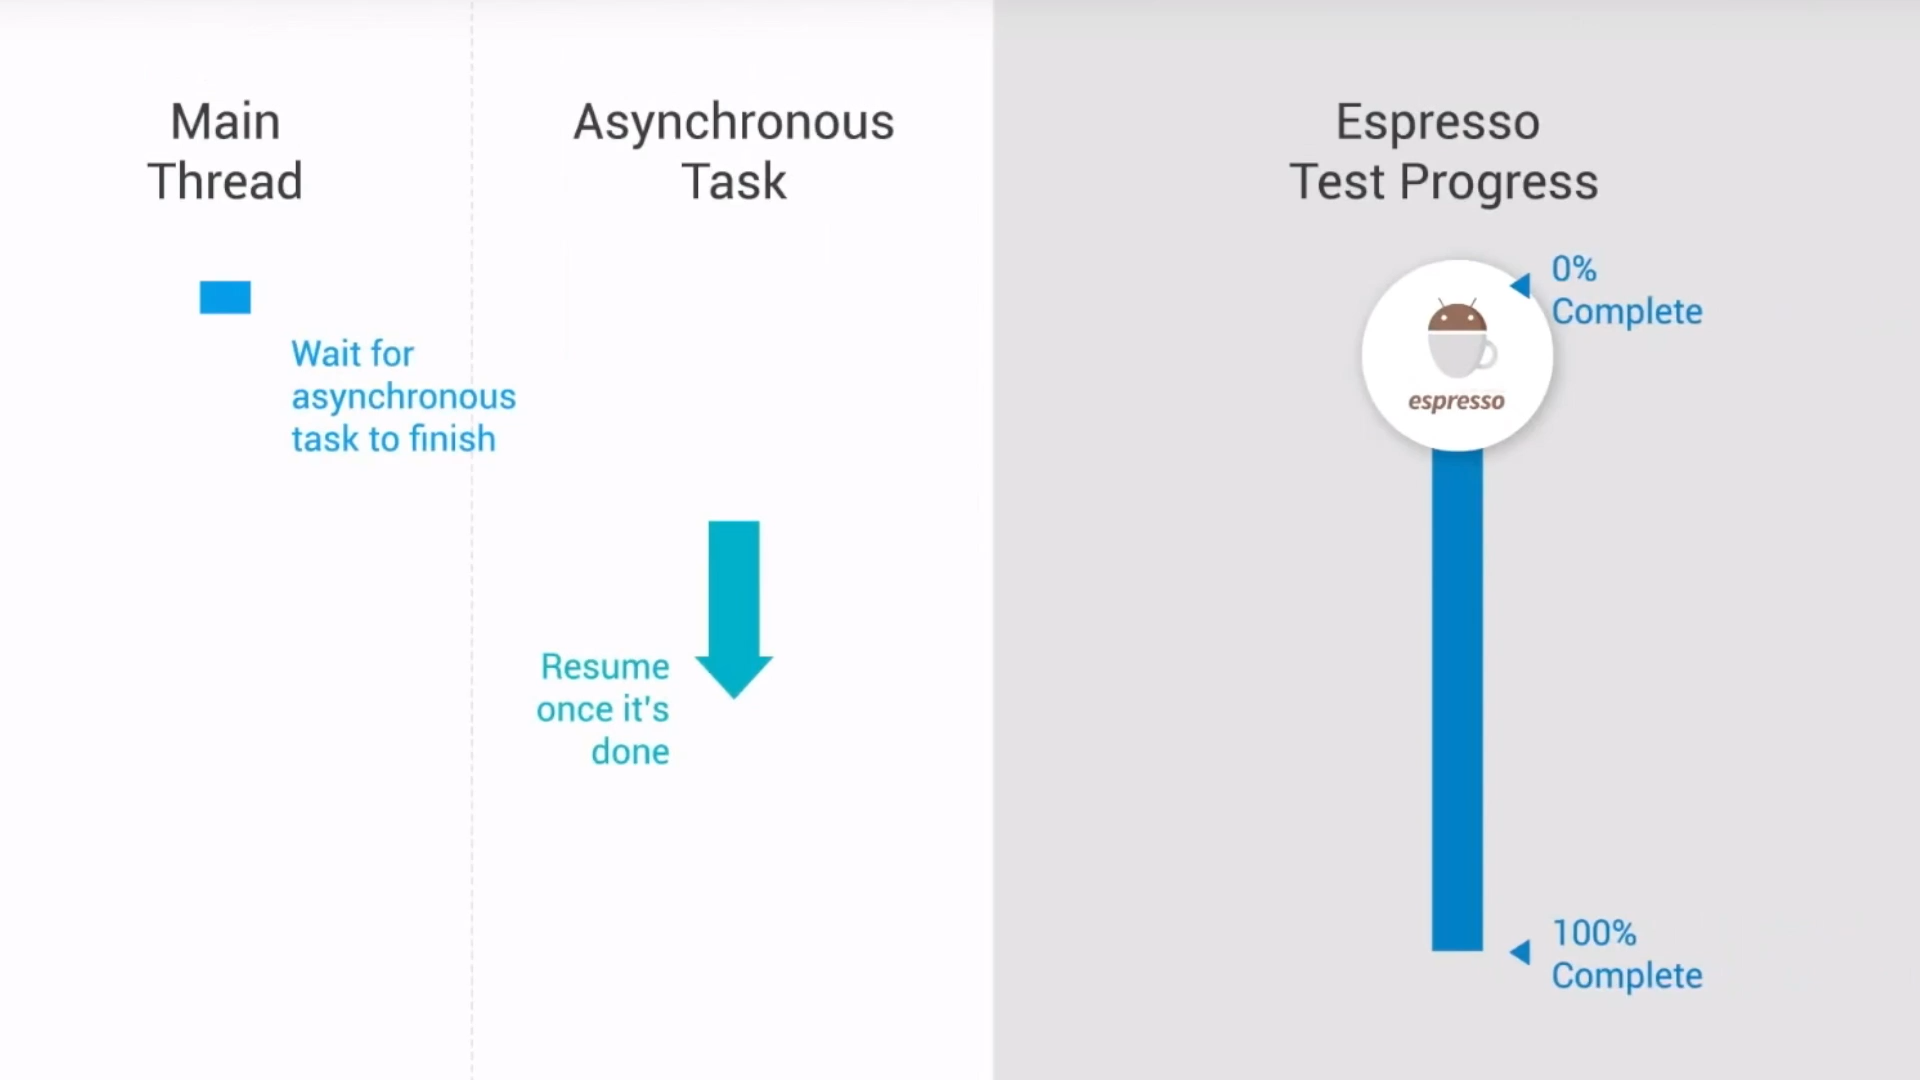 Main
Thread
Asynchronous
Task
Espresso
Test Progress
Wait for
asynchronous
task to finish
Resume
once it's
done
0%
Complete
espresso
100%
Complete